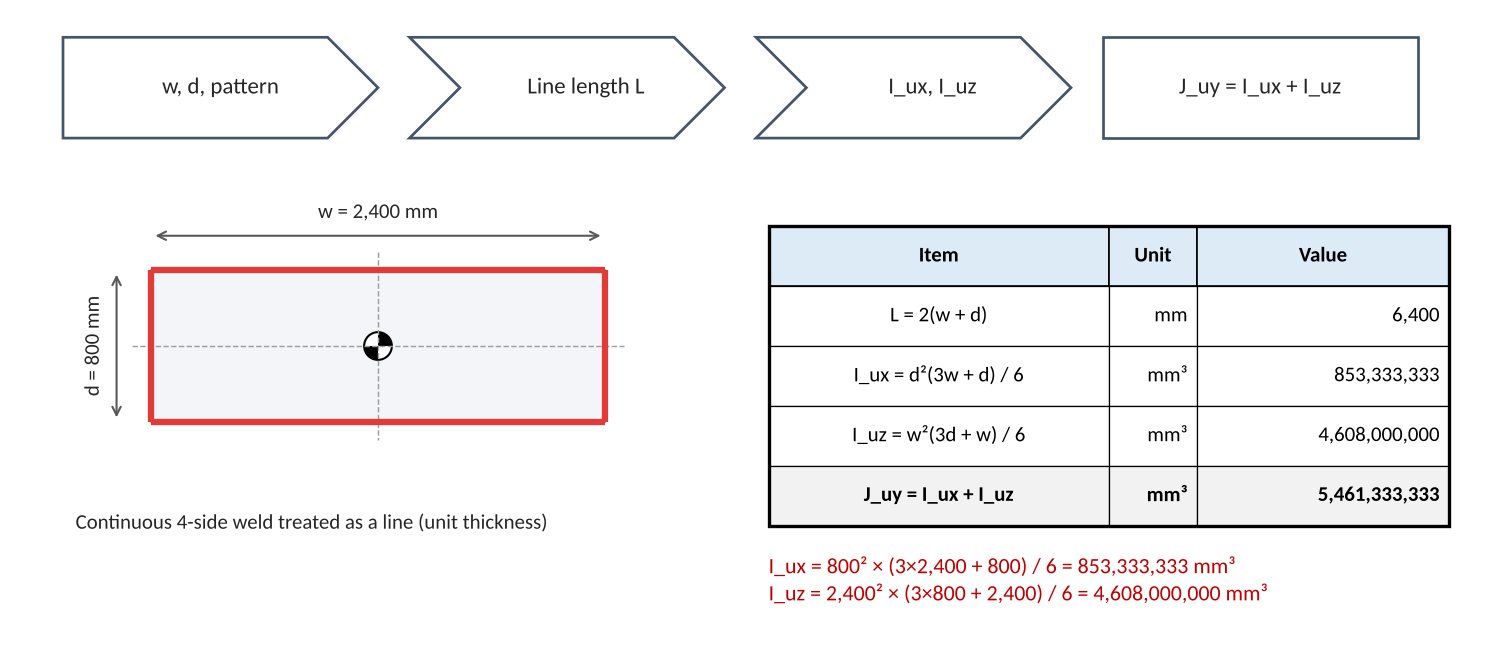 w, d, pattern
Line length L
I_ux, I_uz
J_uy = I_ux + I_uz
w = 2,400 mm
d = 800 mm
Continuous 4-side weld treated as a line (unit thickness)
Item Unit Value
L = 2(w + d) mm 6,400
I_ux = d²(3w + d) / 6 mm³ 853,333,333
I_uz = w²(3d + w) / 6 mm³ 4,608,000,000
J_uy = I_ux + I_uz mm³ 5,461,333,333
I_ux = 800² × (3×2,400 + 800) / 6 = 853,333,333 mm³
I_uz = 2,400² × (3×800 + 2,400) / 6 = 4,608,000,000 mm³